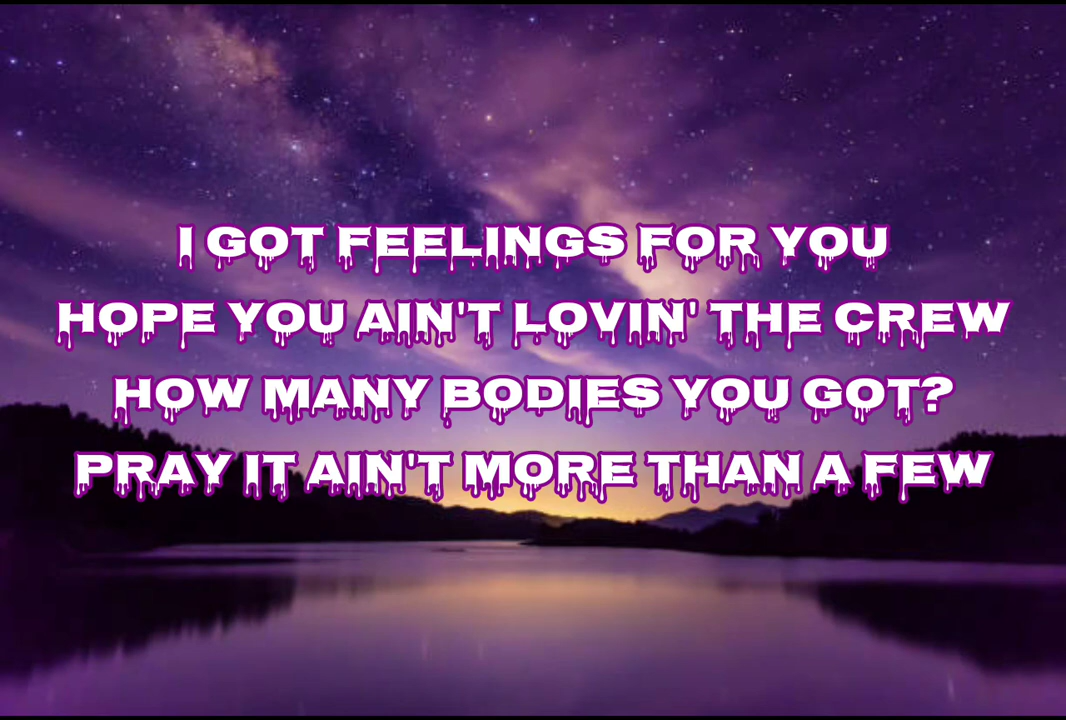 I GOT FEELINGS FOR YOU
HOPE YOU AIN'T LOVIN' THE CREW
HOW MANY BODIES YOU GOT?
PRAY IT AIN'T MORE THAN A FEW